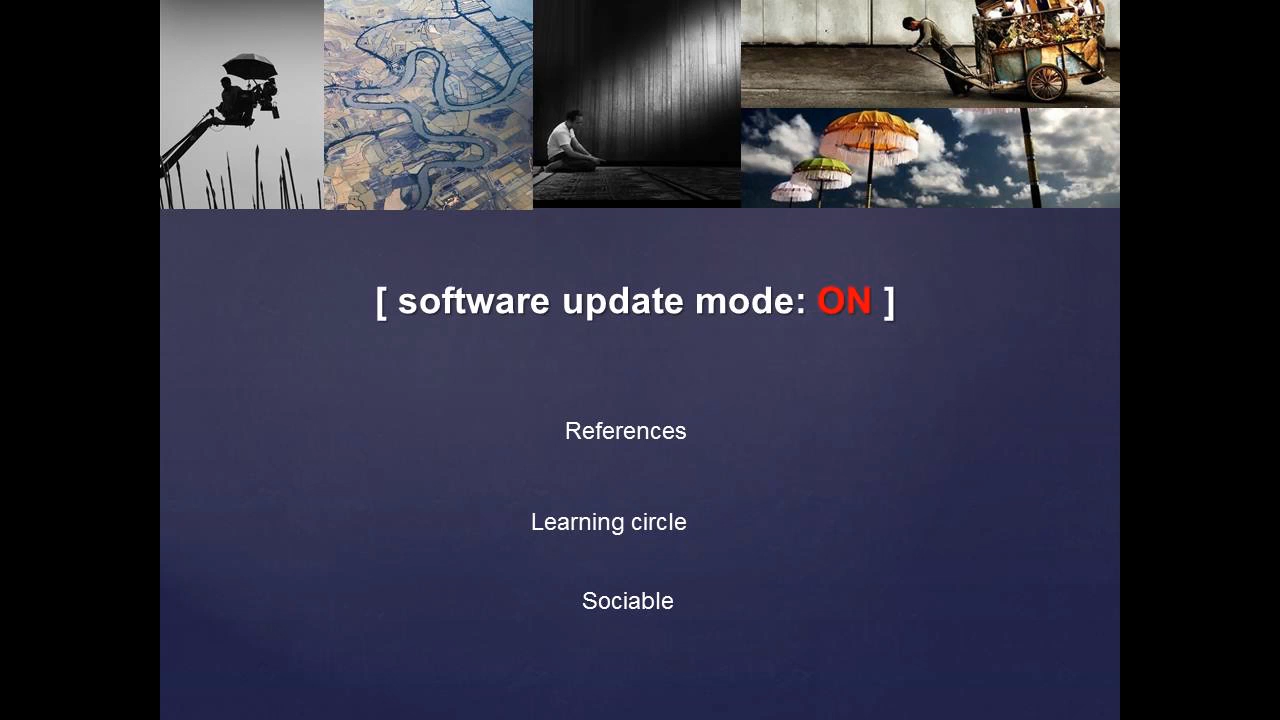 [ software update mode: ON ]
References
Learning circle
Sociable